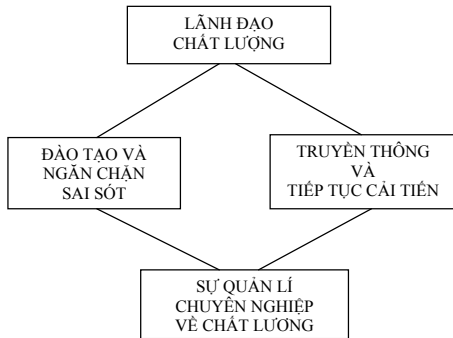 LÃNH ĐẠO
CHẤT LƯỢNG
ĐÀO TẠO VÀ
NGĂN CHẶN
SAI SÓT
TRUYỀN THÔNG
VÀ
TIẾP TỤC CẢI TIẾN
SỰ QUẢN LÍ
CHUYÊN NGHIỆP
VỀ CHẤT LƯƠNG